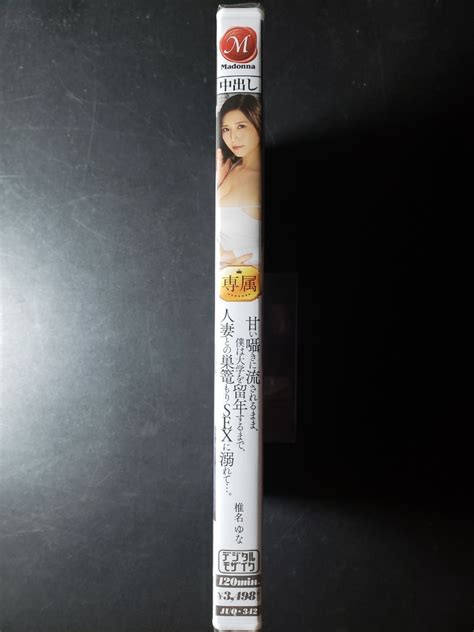 M
Madonna
中出し
専属
甘い囁きに流されるまま、
僕は大学を留年するまで、
人妻との巣篭もりSEXに溺れて…。
椎名ゆな
デジタル
モザイク
120min.
¥3,498
JUQ-342